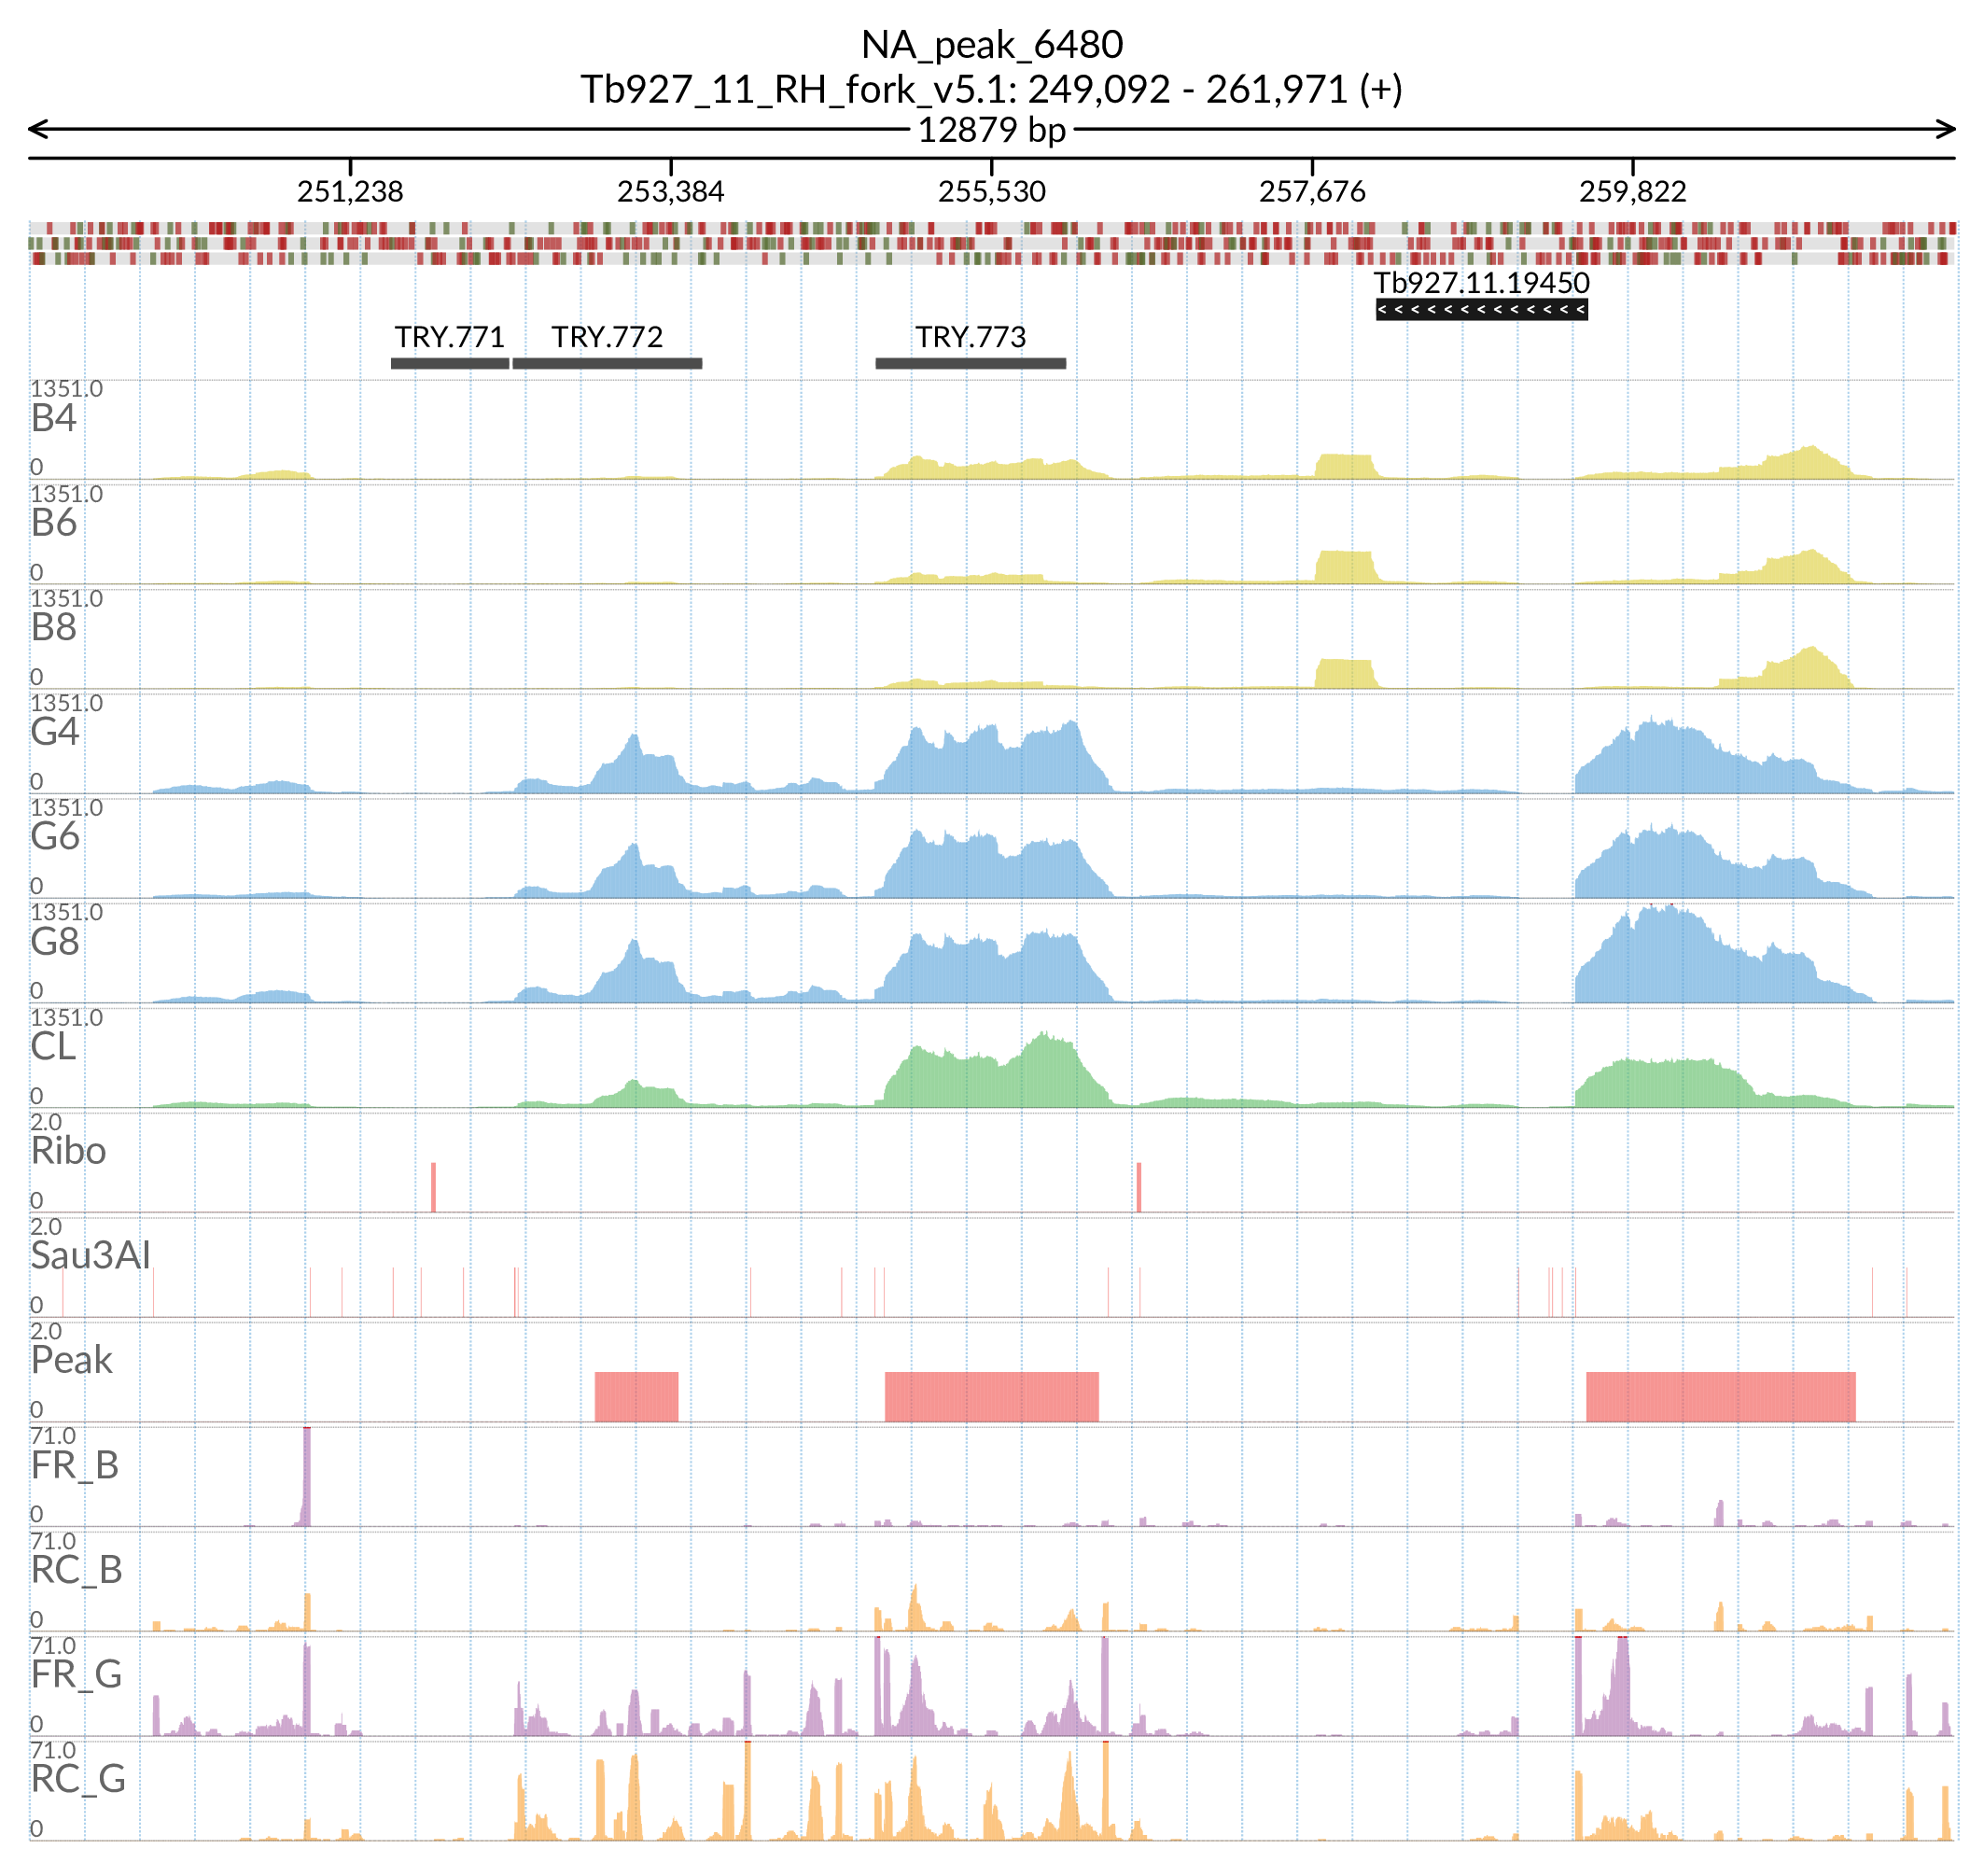 NA_peak_6480
Tb927_11_RH_fork_v5.1: 249,092 - 261,971 (+)
12879 bp
251,238 253,384 255,530 257,676 259,822
Tb927.11.19450
< < < < < < < < < < < < <
TRY.771 TRY.772 TRY.773
1351.0
B4
0
1351.0
B6
0
1351.0
B8
0
1351.0
G4
0
1351.0
G6
0
1351.0
G8
0
1351.0
CL
0
2.0
Ribo
0
2.0
Sau3AI
0
2.0
Peak
0
71.0
FR_B
0
71.0
RC_B
0
71.0
FR_G
0
71.0
RC_G
0